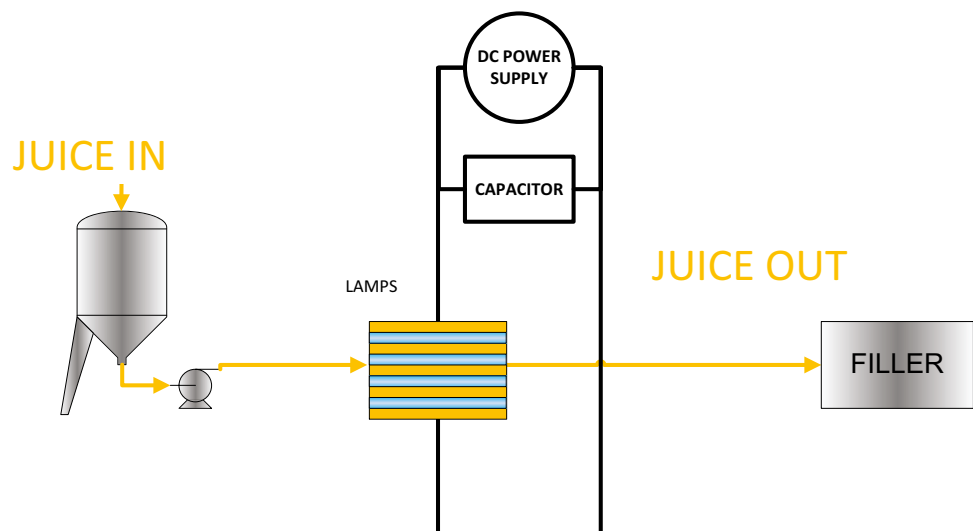 DC POWER
SUPPLY
JUICE IN
CAPACITOR
JUICE OUT
LAMPS
FILLER